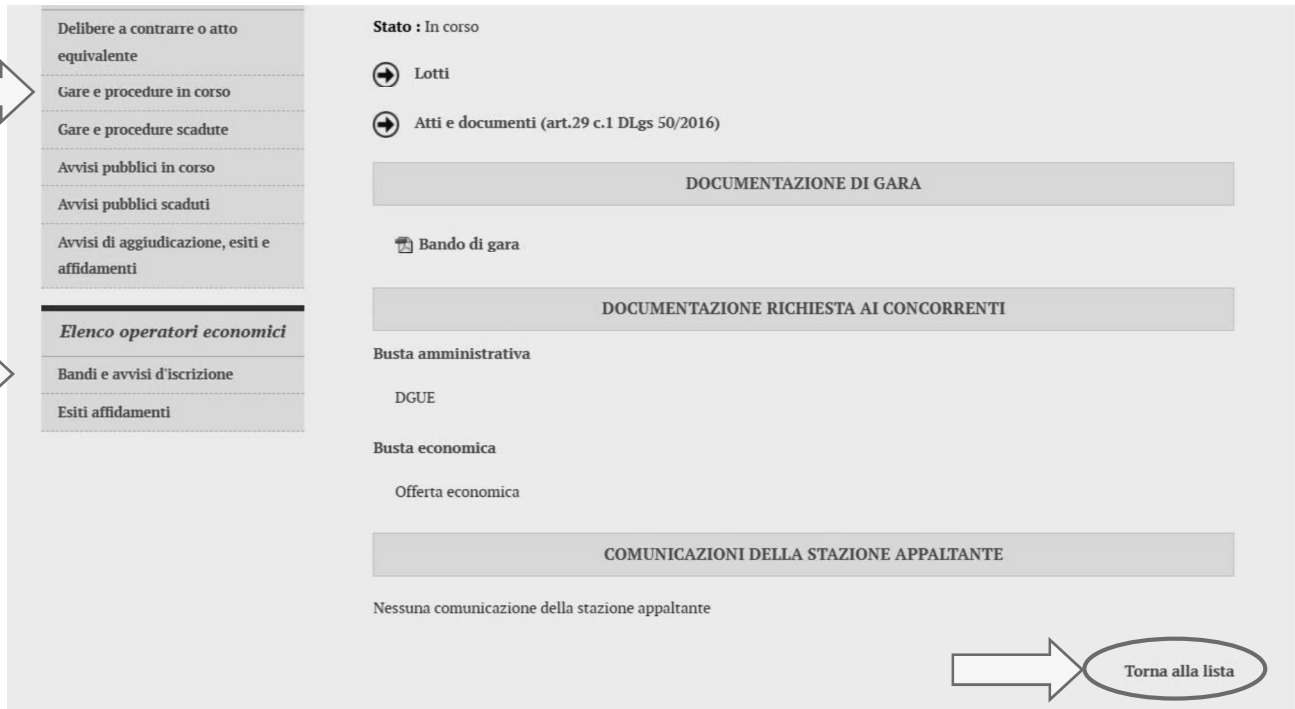 Delibere a contrarre o atto
equivalente
Gare e procedure in corso
Gare e procedure scadute
Avvisi pubblici in corso
Avvisi pubblici scaduti
Avvisi di aggiudicazione, esiti e
affidamenti
Elenco operatori economici
Bandi e avvisi d'iscrizione
Esiti affidamenti
Stato : In corso
Lotti
Atti e documenti (art.29 c.1 DLgs 50/2016)
DOCUMENTAZIONE DI GARA
Bando di gara
DOCUMENTAZIONE RICHIESTA AI CONCORRENTI
Busta amministrativa
DGUE
Busta economica
Offerta economica
COMUNICAZIONI DELLA STAZIONE APPALTANTE
Nessuna comunicazione della stazione appaltante
Torna alla lista